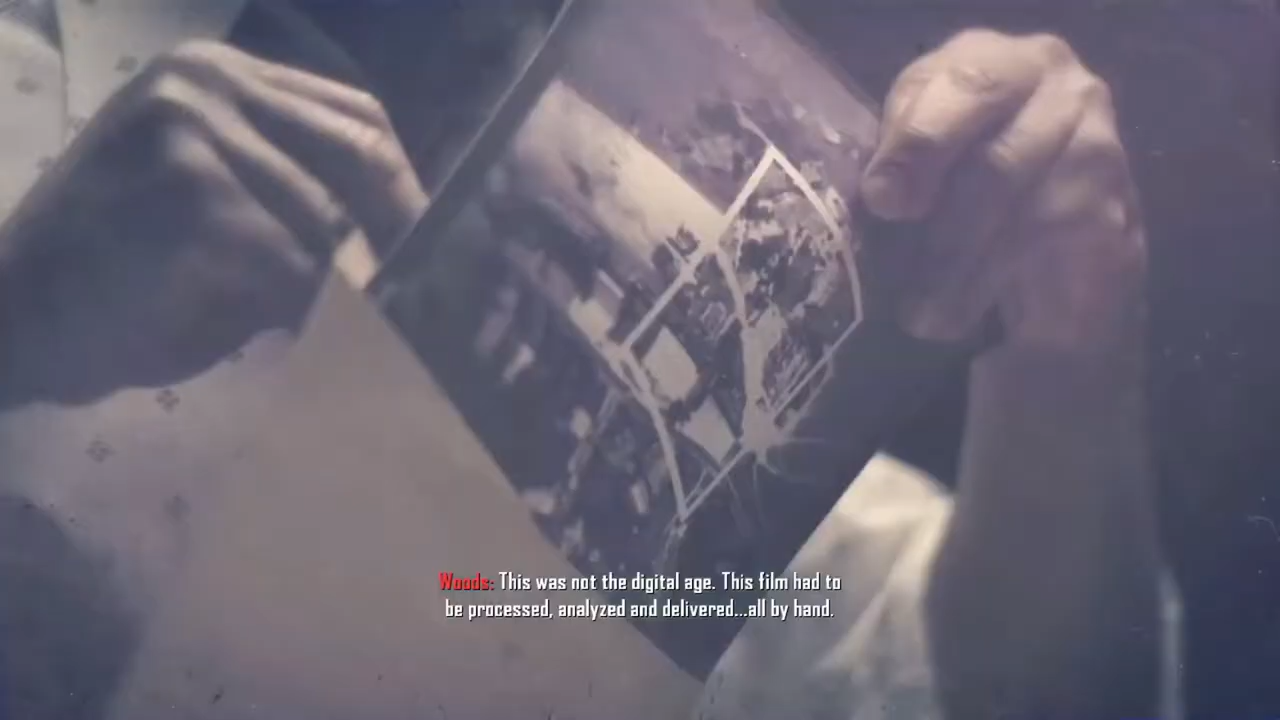 Woods: This was not the digital age. This film had to
be processed, analyzed and delivered...all by hand.